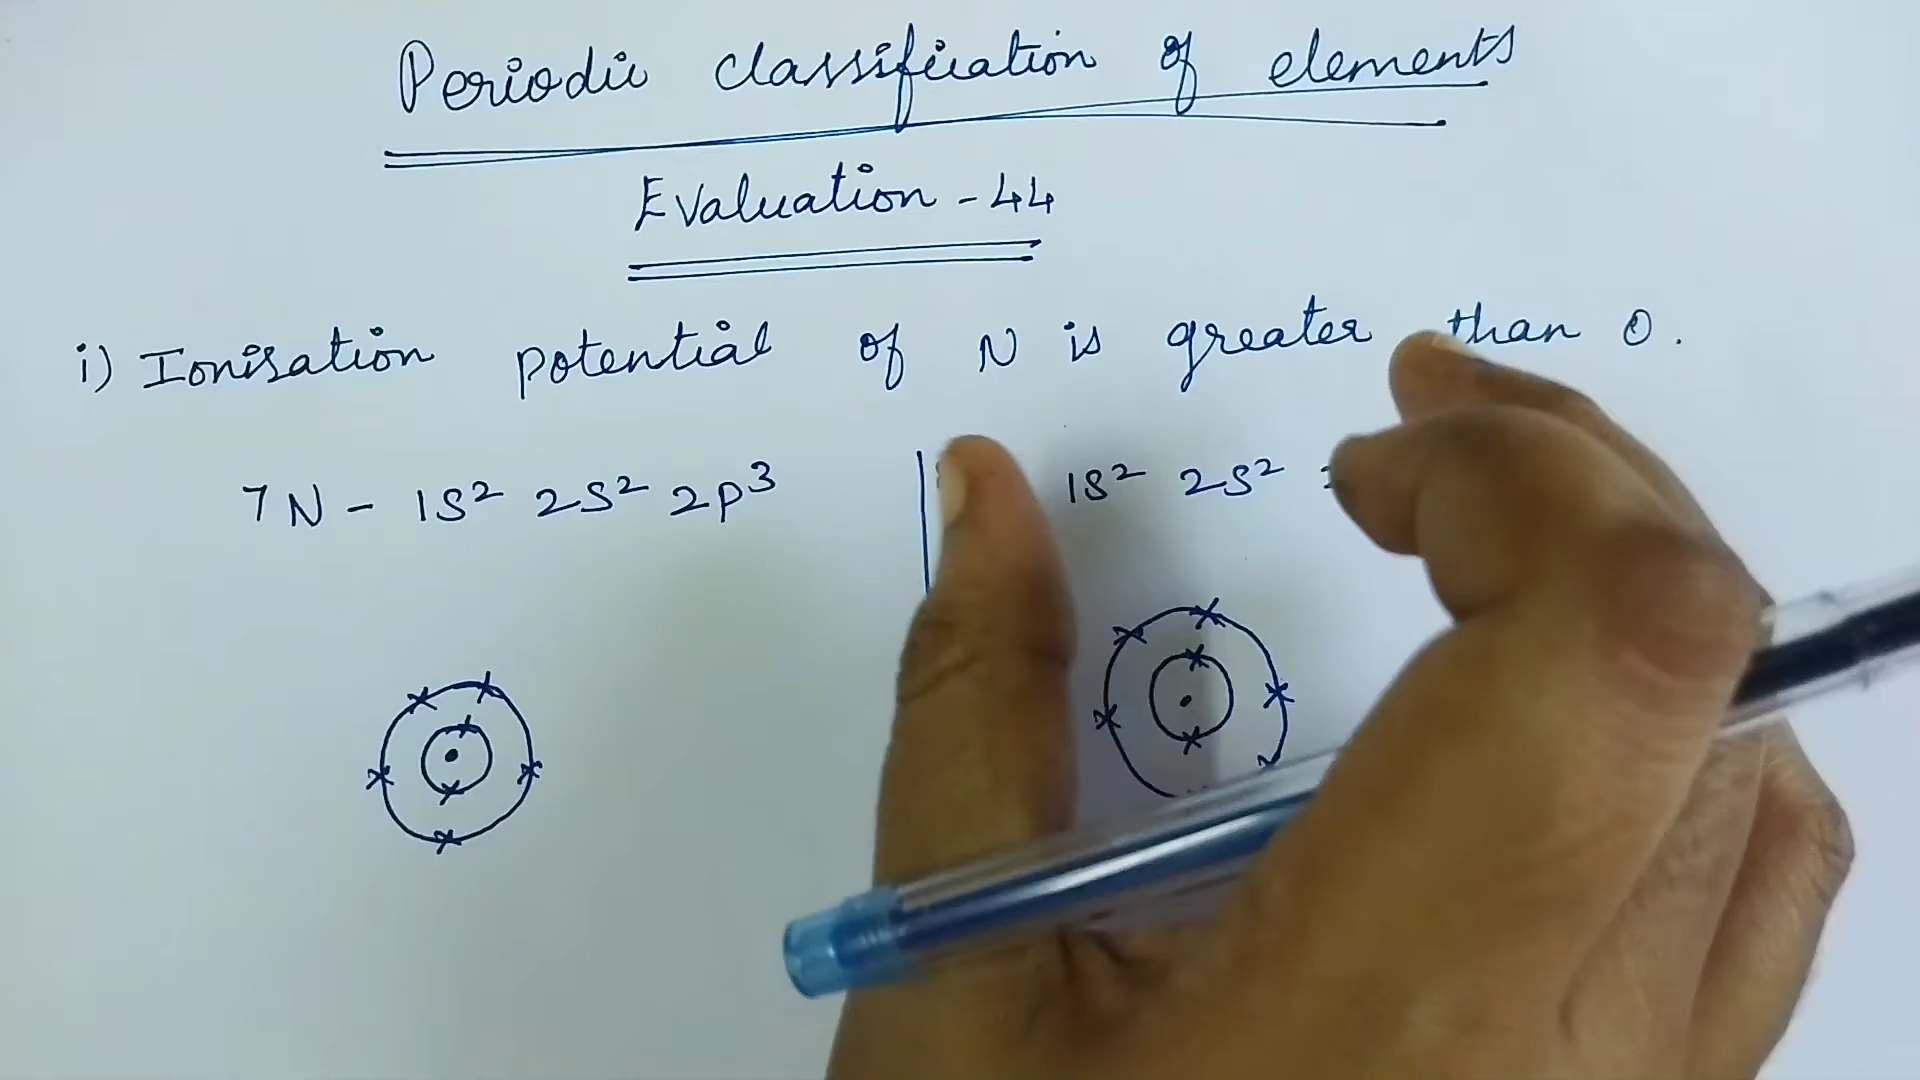 Periodic classification of elements
Evaluation - 44
i) Ionisation potential of N is greater than O.
7N - 1S² 2S² 2P³
1S² 2S²